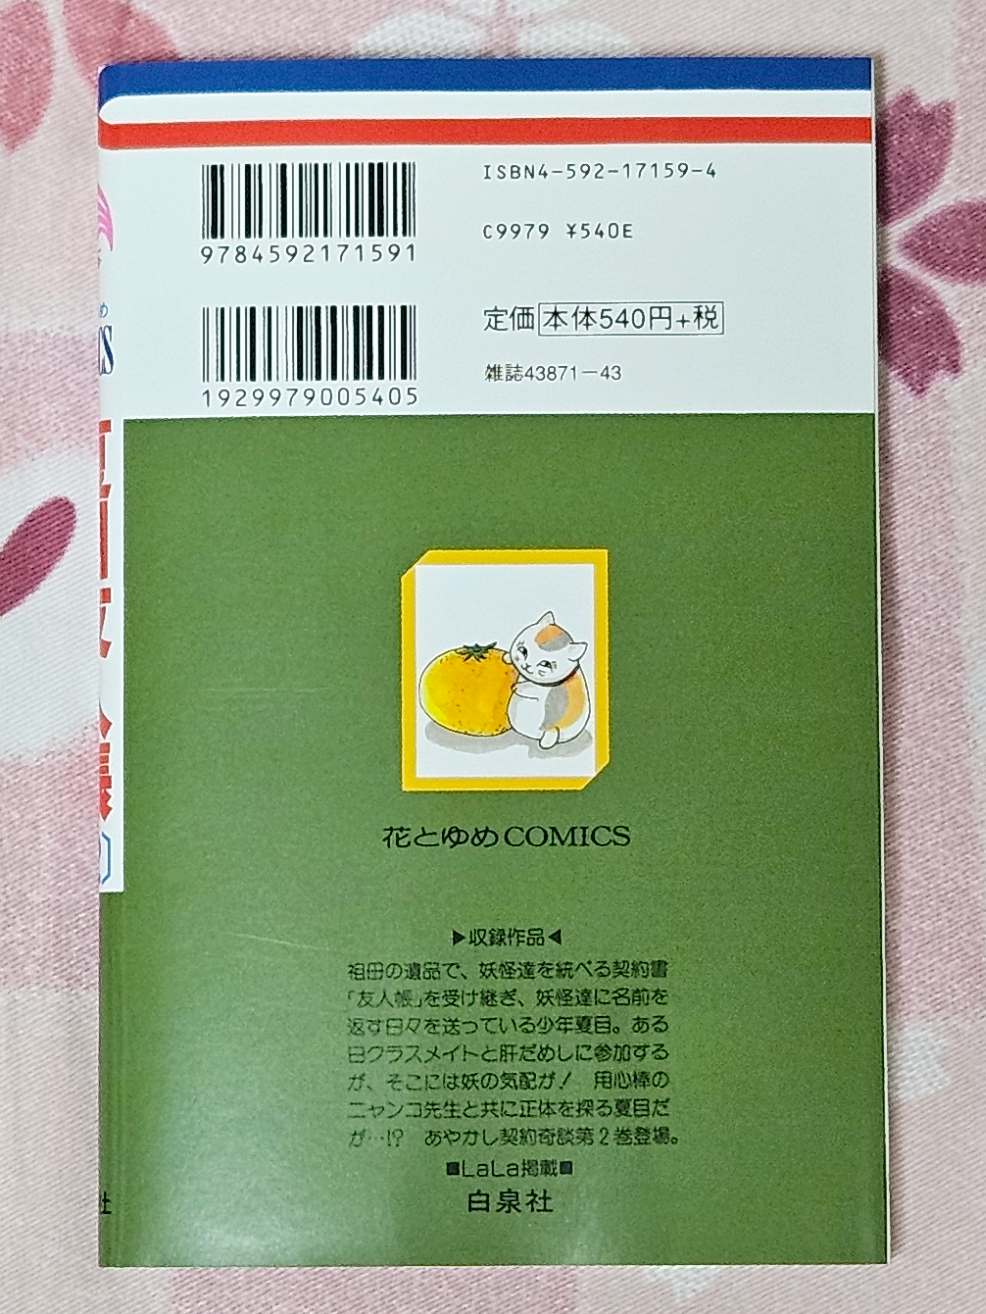 ISBN4-592-17159-4
9784592171591
C9979 ¥540E
定価 本体540円+税
1929979005405
雑誌43871-43
花とゆめCOMICS
▶収録作品◀
祖母の遺品で、妖怪達を統べる契約書
「友人帳」を受け継ぎ、妖怪達に名前を
返す日々を送っている少年夏目。ある
日クラスメイトと肝だめしに参加する
が、そこには妖の気配が! 用心棒の
ニャンコ先生と共に正体を探る夏目だ
が…!? あやかし契約奇談第2巻登場。
■LaLa掲載■
白泉社